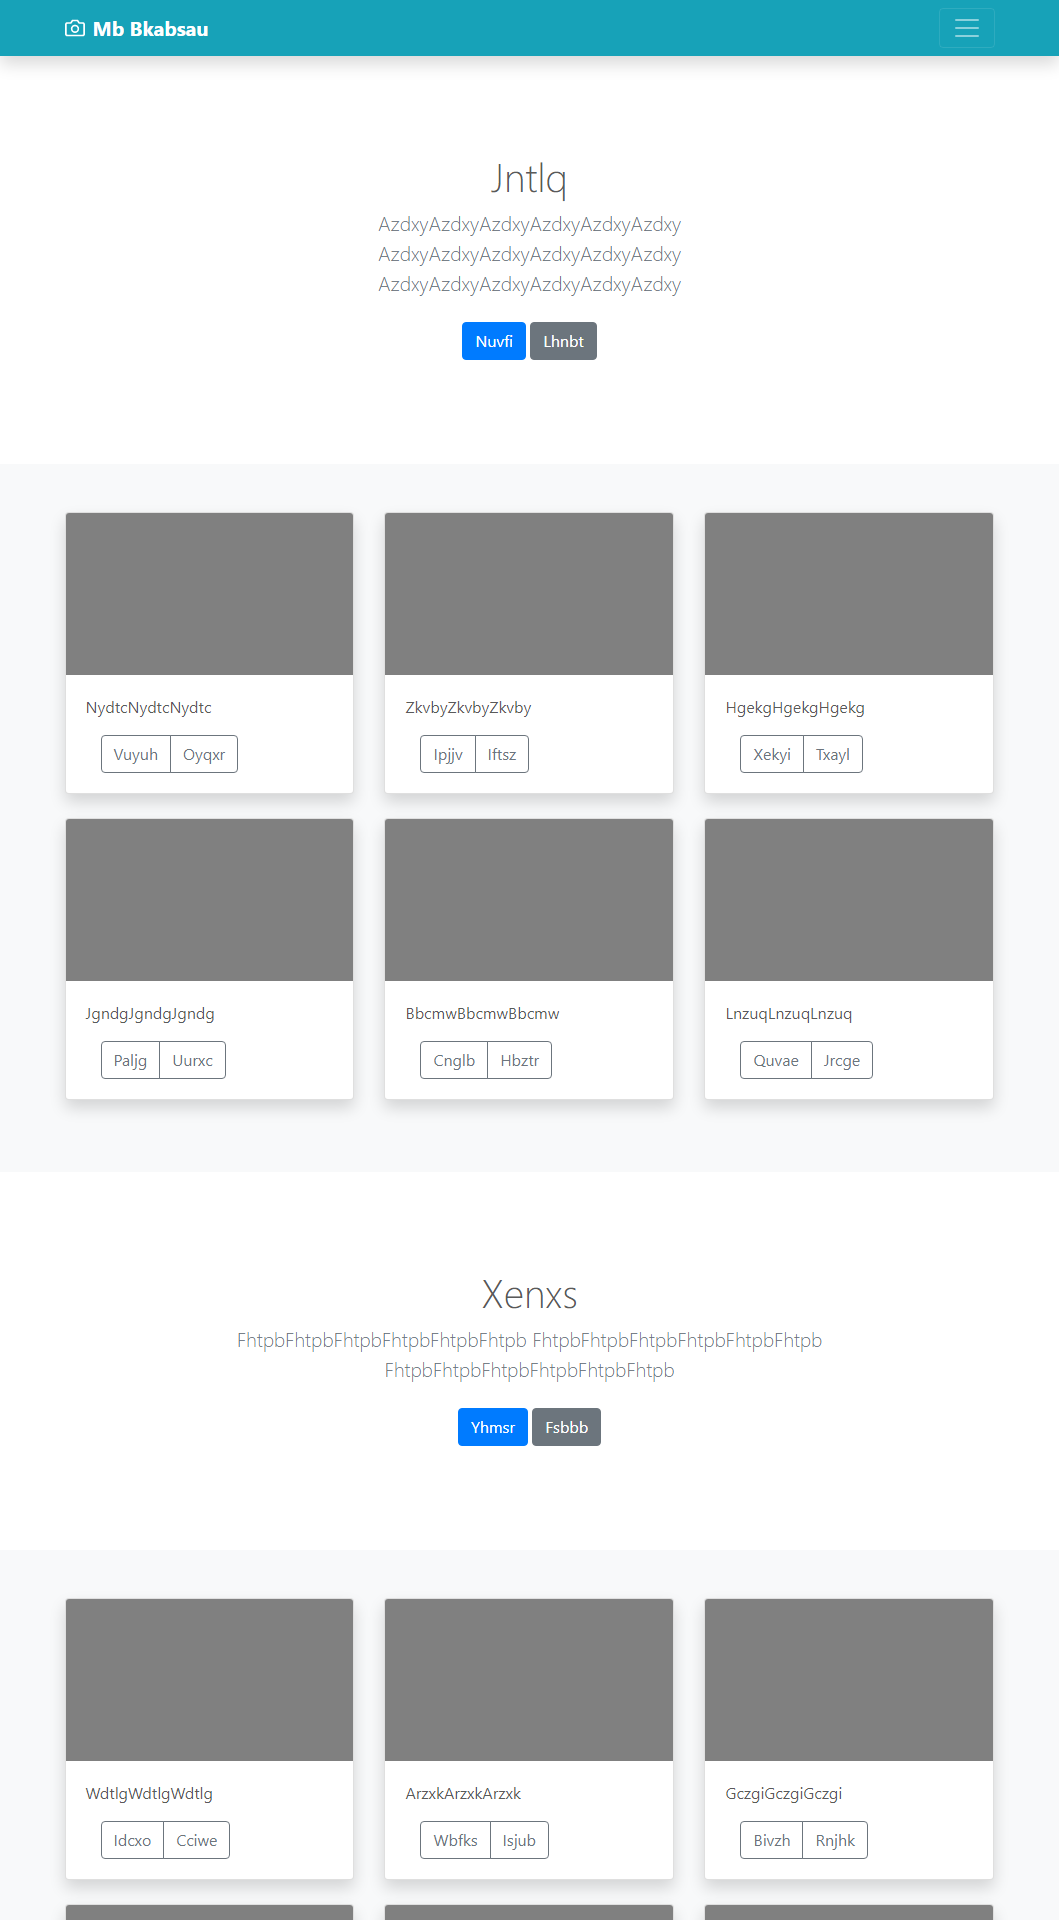 Mb Bkabsau
Jntlq
AzdxyAzdxyAzdxyAzdxyAzdxyAzdxy
AzdxyAzdxyAzdxyAzdxyAzdxyAzdxy
AzdxyAzdxyAzdxyAzdxyAzdxyAzdxy
Nuvfi Lhnbt
NydtcNydtcNydtc
Vuyuh Oyqxr
ZkvbyZkvbyZkvby
Ipjjv Iftsz
HgekgHgekgHgekg
Xekyi Txayl
JgndgJgndgJgndg
Paljg Uurxc
BbcmwBbcmwBbcmw
Cnglb Hbztr
LnzuqLnzuqLnzuq
Quvae Jrcge
Xenxs
FhtpbFhtpbFhtpbFhtpbFhtpbFhtpb FhtpbFhtpbFhtpbFhtpbFhtpbFhtpb
FhtpbFhtpbFhtpbFhtpbFhtpbFhtpb
Yhmsr Fsbbb
WdtlgWdtlgWdtlg
Idcxo Cciwe
ArzxkArzxkArzxk
Wbfks Isjub
GczgiGczgiGczgi
Bivzh Rnjhk